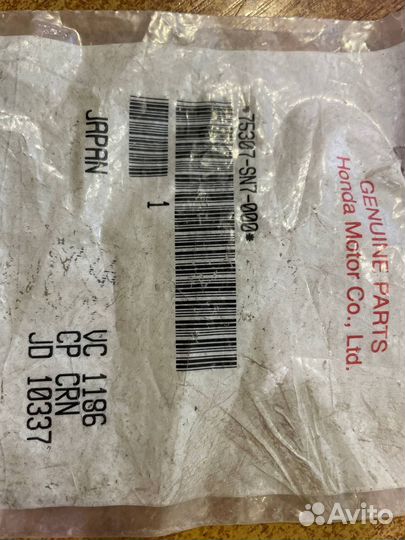 GENUINE PARTS
Honda Motor Co., Ltd.
*75307-SN7-000*
1
JAPAN
VC 1186
CP CRN
JD 10337
Avito